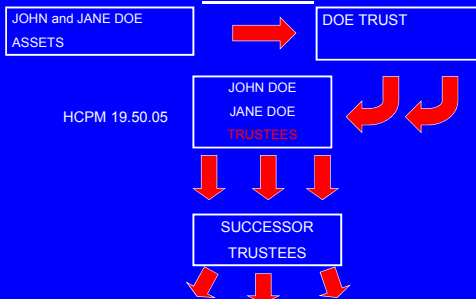 JOHN and JANE DOE
ASSETS
DOE TRUST
HCPM 19.50.05
JOHN DOE
JANE DOE
TRUSTEES
SUCCESSOR
TRUSTEES